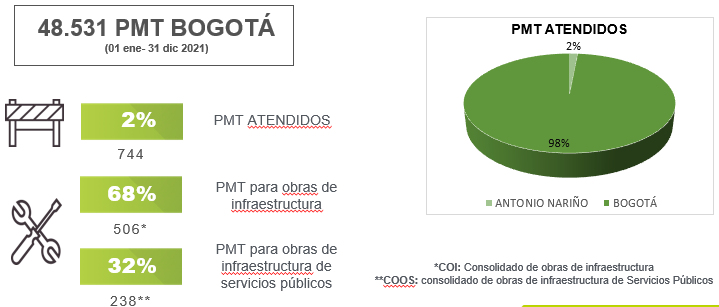 48.531 PMT BOGOTÁ
(01 ene- 31 dic 2021)
2%
PMT ATENDIDOS
744
68%
PMT para obras de
infraestructura
506*
32%
PMT para obras de
infraestructura de
servicios públicos
238**
PMT ATENDIDOS
2%
98%
ANTONIO NARIÑO
BOGOTÁ
*COI: Consolidado de obras de infraestructura
**COOS: consolidado de obras de infraestructura de Servicios Públicos